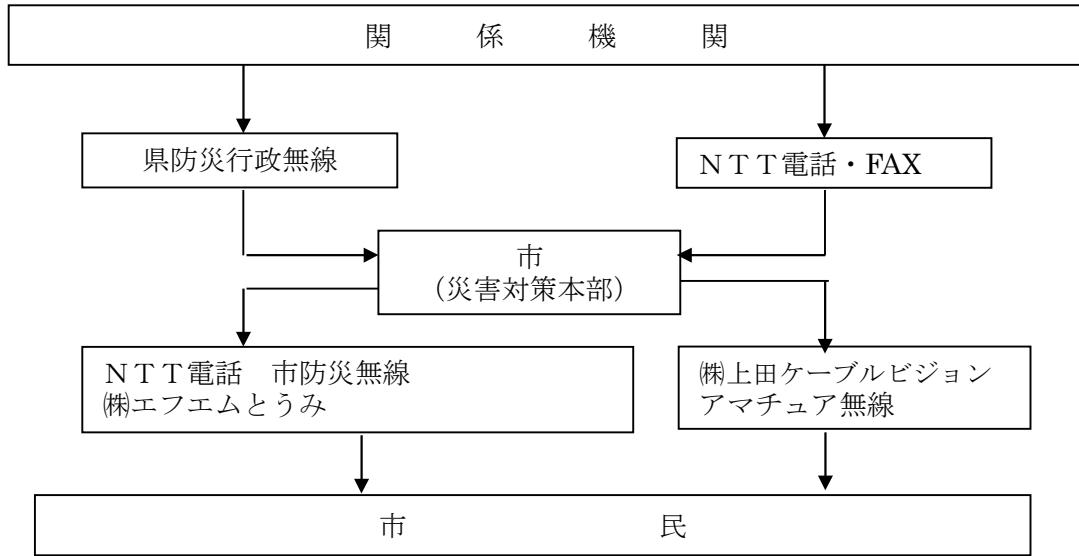 関　係　機　関
県防災行政無線
ＮＴＴ電話・FAX
市
（災害対策本部）
ＮＴＴ電話　市防災無線
㈱エフエムとうみ
㈱上田ケーブルビジョン
アマチュア無線
市　民